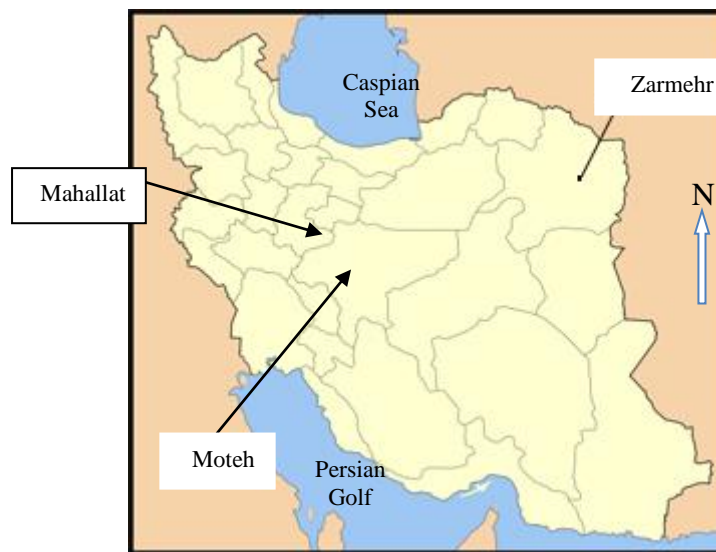 Caspian
Sea
Zarmehr
Mahallat
N
Moteh
Persian
Golf